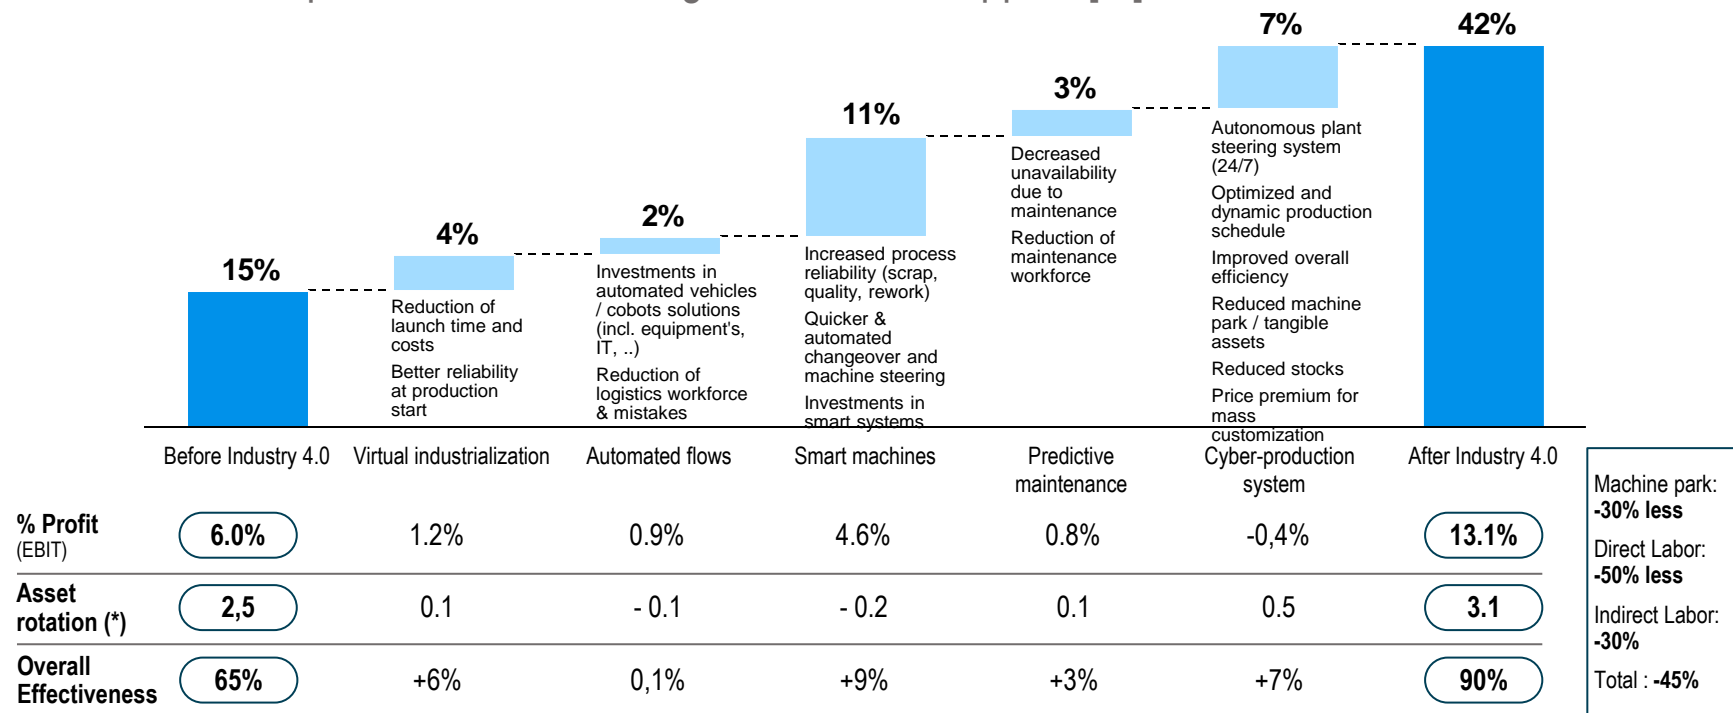 7%
42%
3%
11%
2%
4%
15%
Reduction of
launch time and
costs
Better reliability
at production
start
Investments in
automated vehicles
/ cobots solutions
(incl. equipment's,
IT, ..)
Reduction of
logistics workforce
& mistakes
Increased process
reliability (scrap,
quality, rework)
Quicker &
automated
changeover and
machine steering
Investments in
smart systems
Decreased
unavailability
due to
maintenance
Reduction of
maintenance
workforce
Autonomous plant
steering system
(24/7)
Optimized and
dynamic production
schedule
Improved overall
efficiency
Reduced machine
park / tangible
assets
Reduced stocks
Price premium for
mass
customization
Before Industry 4.0
Virtual industrialization
Automated flows
Smart machines
Predictive
maintenance
Cyber-production
system
After Industry 4.0
% Profit
(EBIT)
6.0% 1.2% 0.9% 4.6% 0.8% -0,4% 13.1%
Asset
rotation (*)
2,5 0.1 - 0.1 - 0.2 0.1 0.5 3.1
Overall
Effectiveness
65% +6% 0,1% +9% +3% +7% 90%
Machine park:
-30% less
Direct Labor:
-50% less
Indirect Labor:
-30%
Total : -45%